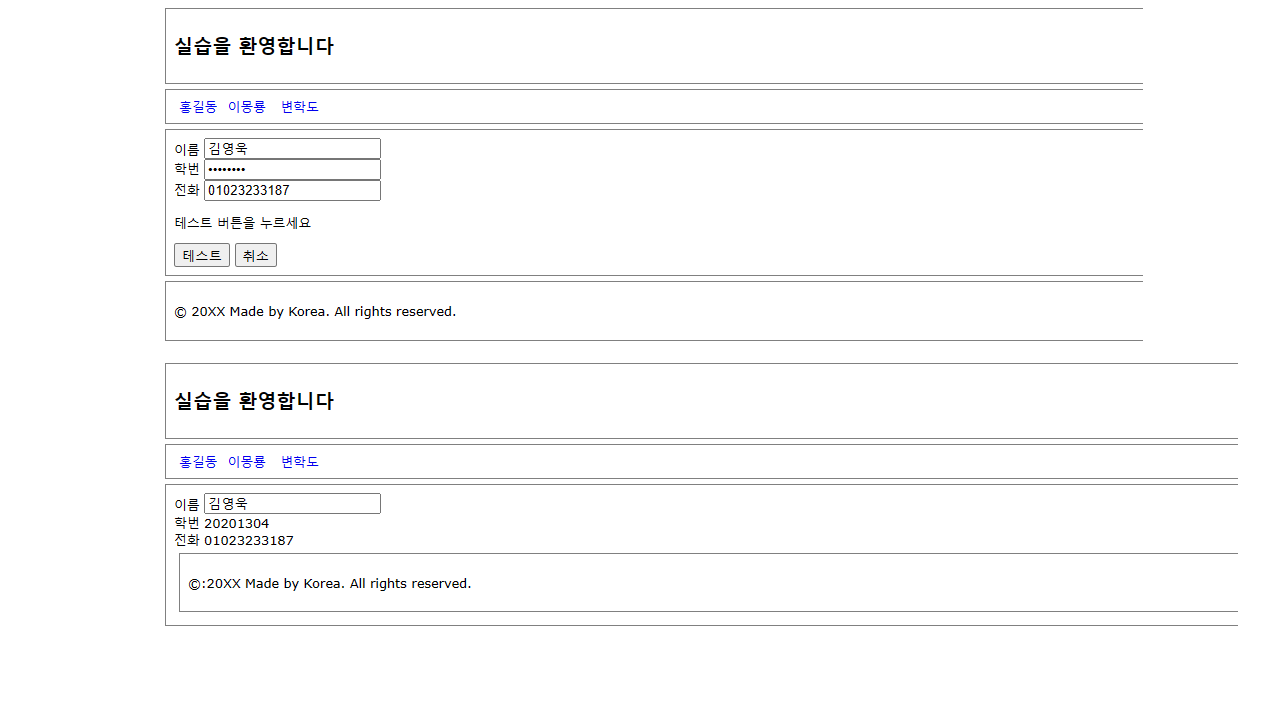 실습을 환영합니다
홍길동 이몽룡 변학도
이름 김영욱
학번 ••••••••
전화 01023233187
테스트 버튼을 누르세요
테스트 취소
© 20XX Made by Korea. All rights reserved.
실습을 환영합니다
홍길동 이몽룡 변학도
이름 김영욱
학번 20201304
전화 01023233187
©:20XX Made by Korea. All rights reserved.